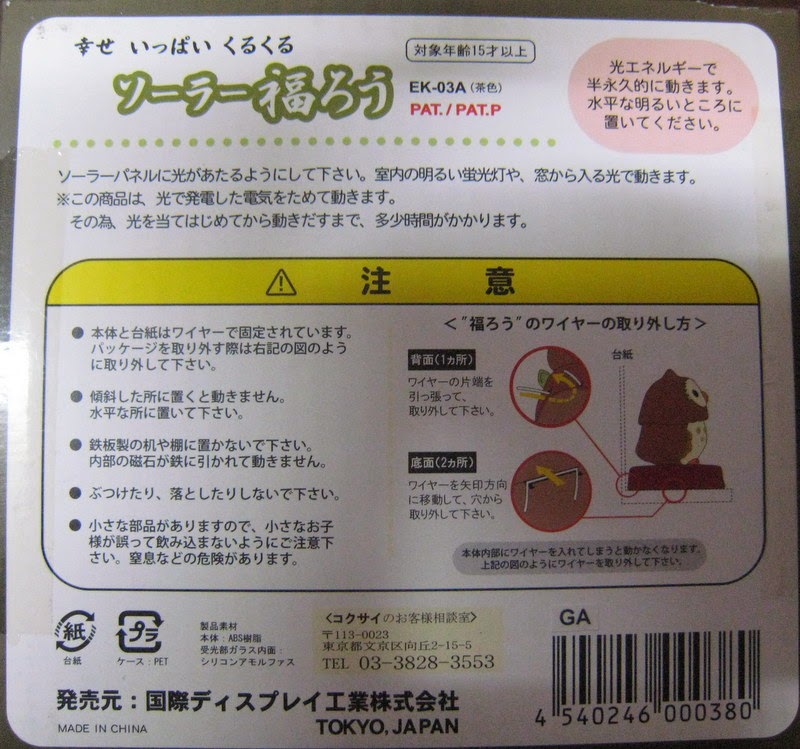 幸せ いっぱい くるくる
ソーラー福ろう
対象年齢15才以上
EK-03A (茶色)
PAT. / PAT.P
光エネルギーで
半永久的に動きます。
水平な明るいところに
置いてください。
ソーラーパネルに光があたるようにして下さい。室内の明るい蛍光灯や、窓から入る光で動きます。
※この商品は、光で発電した電気をためて動きます。
その為、光を当てはじめてから動きだすまで、多少時間がかかります。
注 意
● 本体と台紙はワイヤーで固定されています。
パッケージを取り外す際は右記の図のよう
に取り外して下さい。
● 傾斜した所に置くと動きません。
水平な所に置いて下さい。
● 鉄板製の机や棚に置かないで下さい。
内部の磁石が鉄に引かれて動きません。
● ぶつけたり、落としたりしないで下さい。
● 小さな部品がありますので、小さなお子
様が誤って飲み込まないようにご注意下
さい。窒息などの危険があります。
＜"福ろう"のワイヤーの取り外し方＞
背面(1ヵ所)
ワイヤーの片端を
引っ張って、
取り外して下さい。
台紙
底面(2ヵ所)
ワイヤーを矢印方向
に移動して、穴から
取り外して下さい。
本体内部にワイヤーを入れてしまうと動かなくなります。
上記の図のようにワイヤーを取り外して下さい。
紙
台紙
プラ
ケース:PET
製品素材
本体:ABS樹脂
受光部ガラス内面:
シリコンアモルファス
〈コクサイのお客様相談室〉
〒113-0023
東京都文京区向丘2-15-5
TEL 03-3828-3553
GA
4 540246 000380
発売元：国際ディスプレイ工業株式会社
MADE IN CHINA
TOKYO, JAPAN